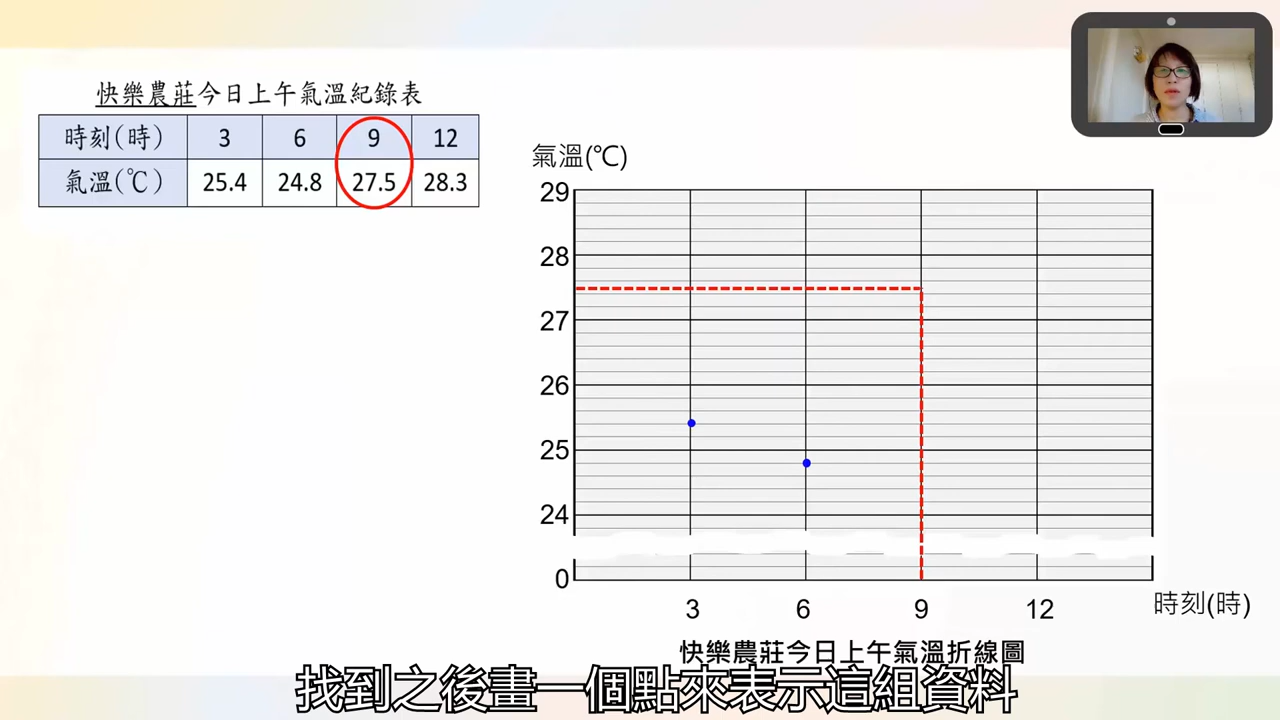 快樂農莊今日上午氣溫紀錄表
時刻(時) 3 6 9 12
氣溫(℃) 25.4 24.8 27.5 28.3
氣溫(℃)
29
28
27
26
25
24
0
3 6 9 12 時刻(時)
快樂農莊今日上午氣溫折線圖
找到之後畫一個點來表示這組資料